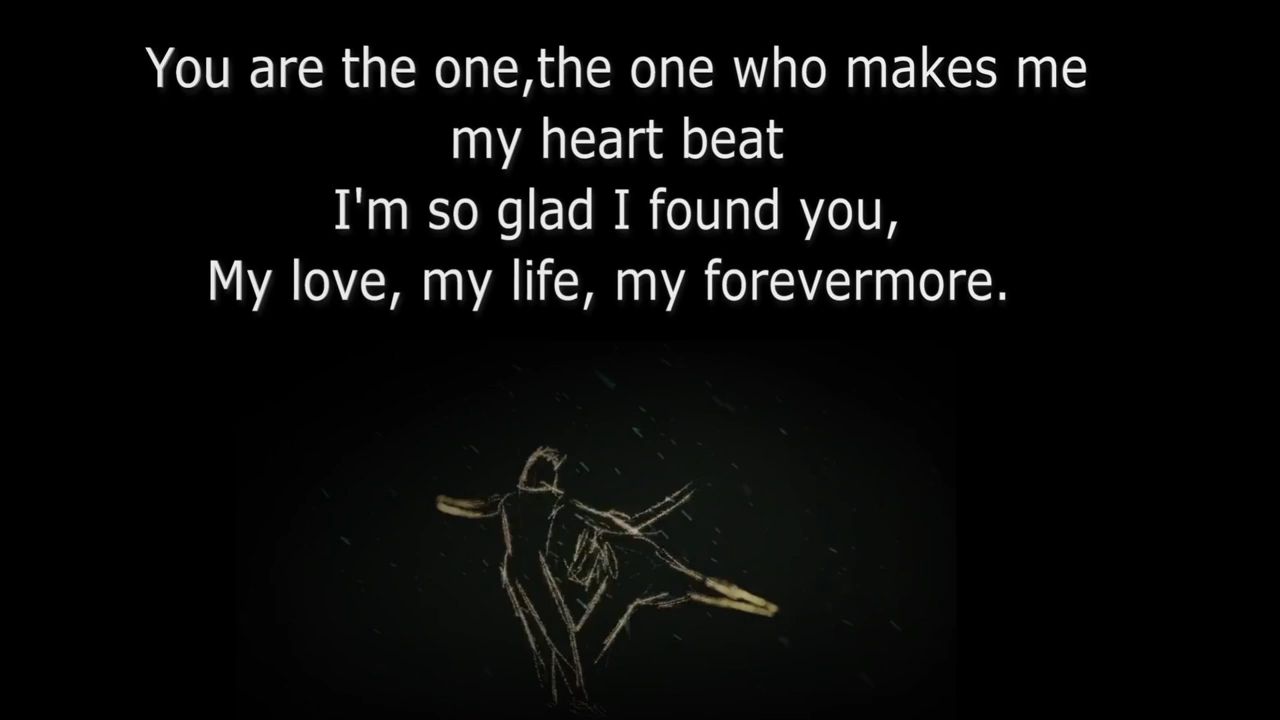 You are the one,the one who makes me
my heart beat
I'm so glad I found you,
My love, my life, my forevermore.